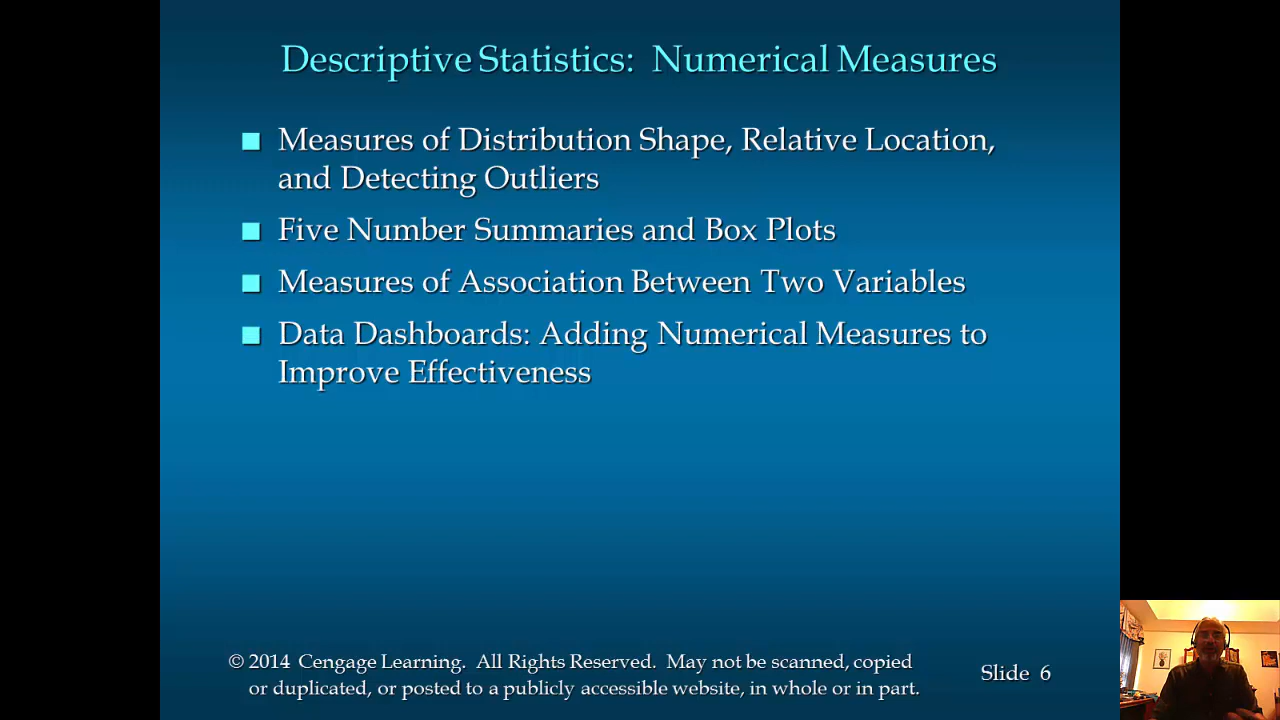 Descriptive Statistics: Numerical Measures
Measures of Distribution Shape, Relative Location,
and Detecting Outliers
Five Number Summaries and Box Plots
Measures of Association Between Two Variables
Data Dashboards: Adding Numerical Measures to
Improve Effectiveness
© 2014 Cengage Learning. All Rights Reserved. May not be scanned, copied
or duplicated, or posted to a publicly accessible website, in whole or in part.
Slide 6